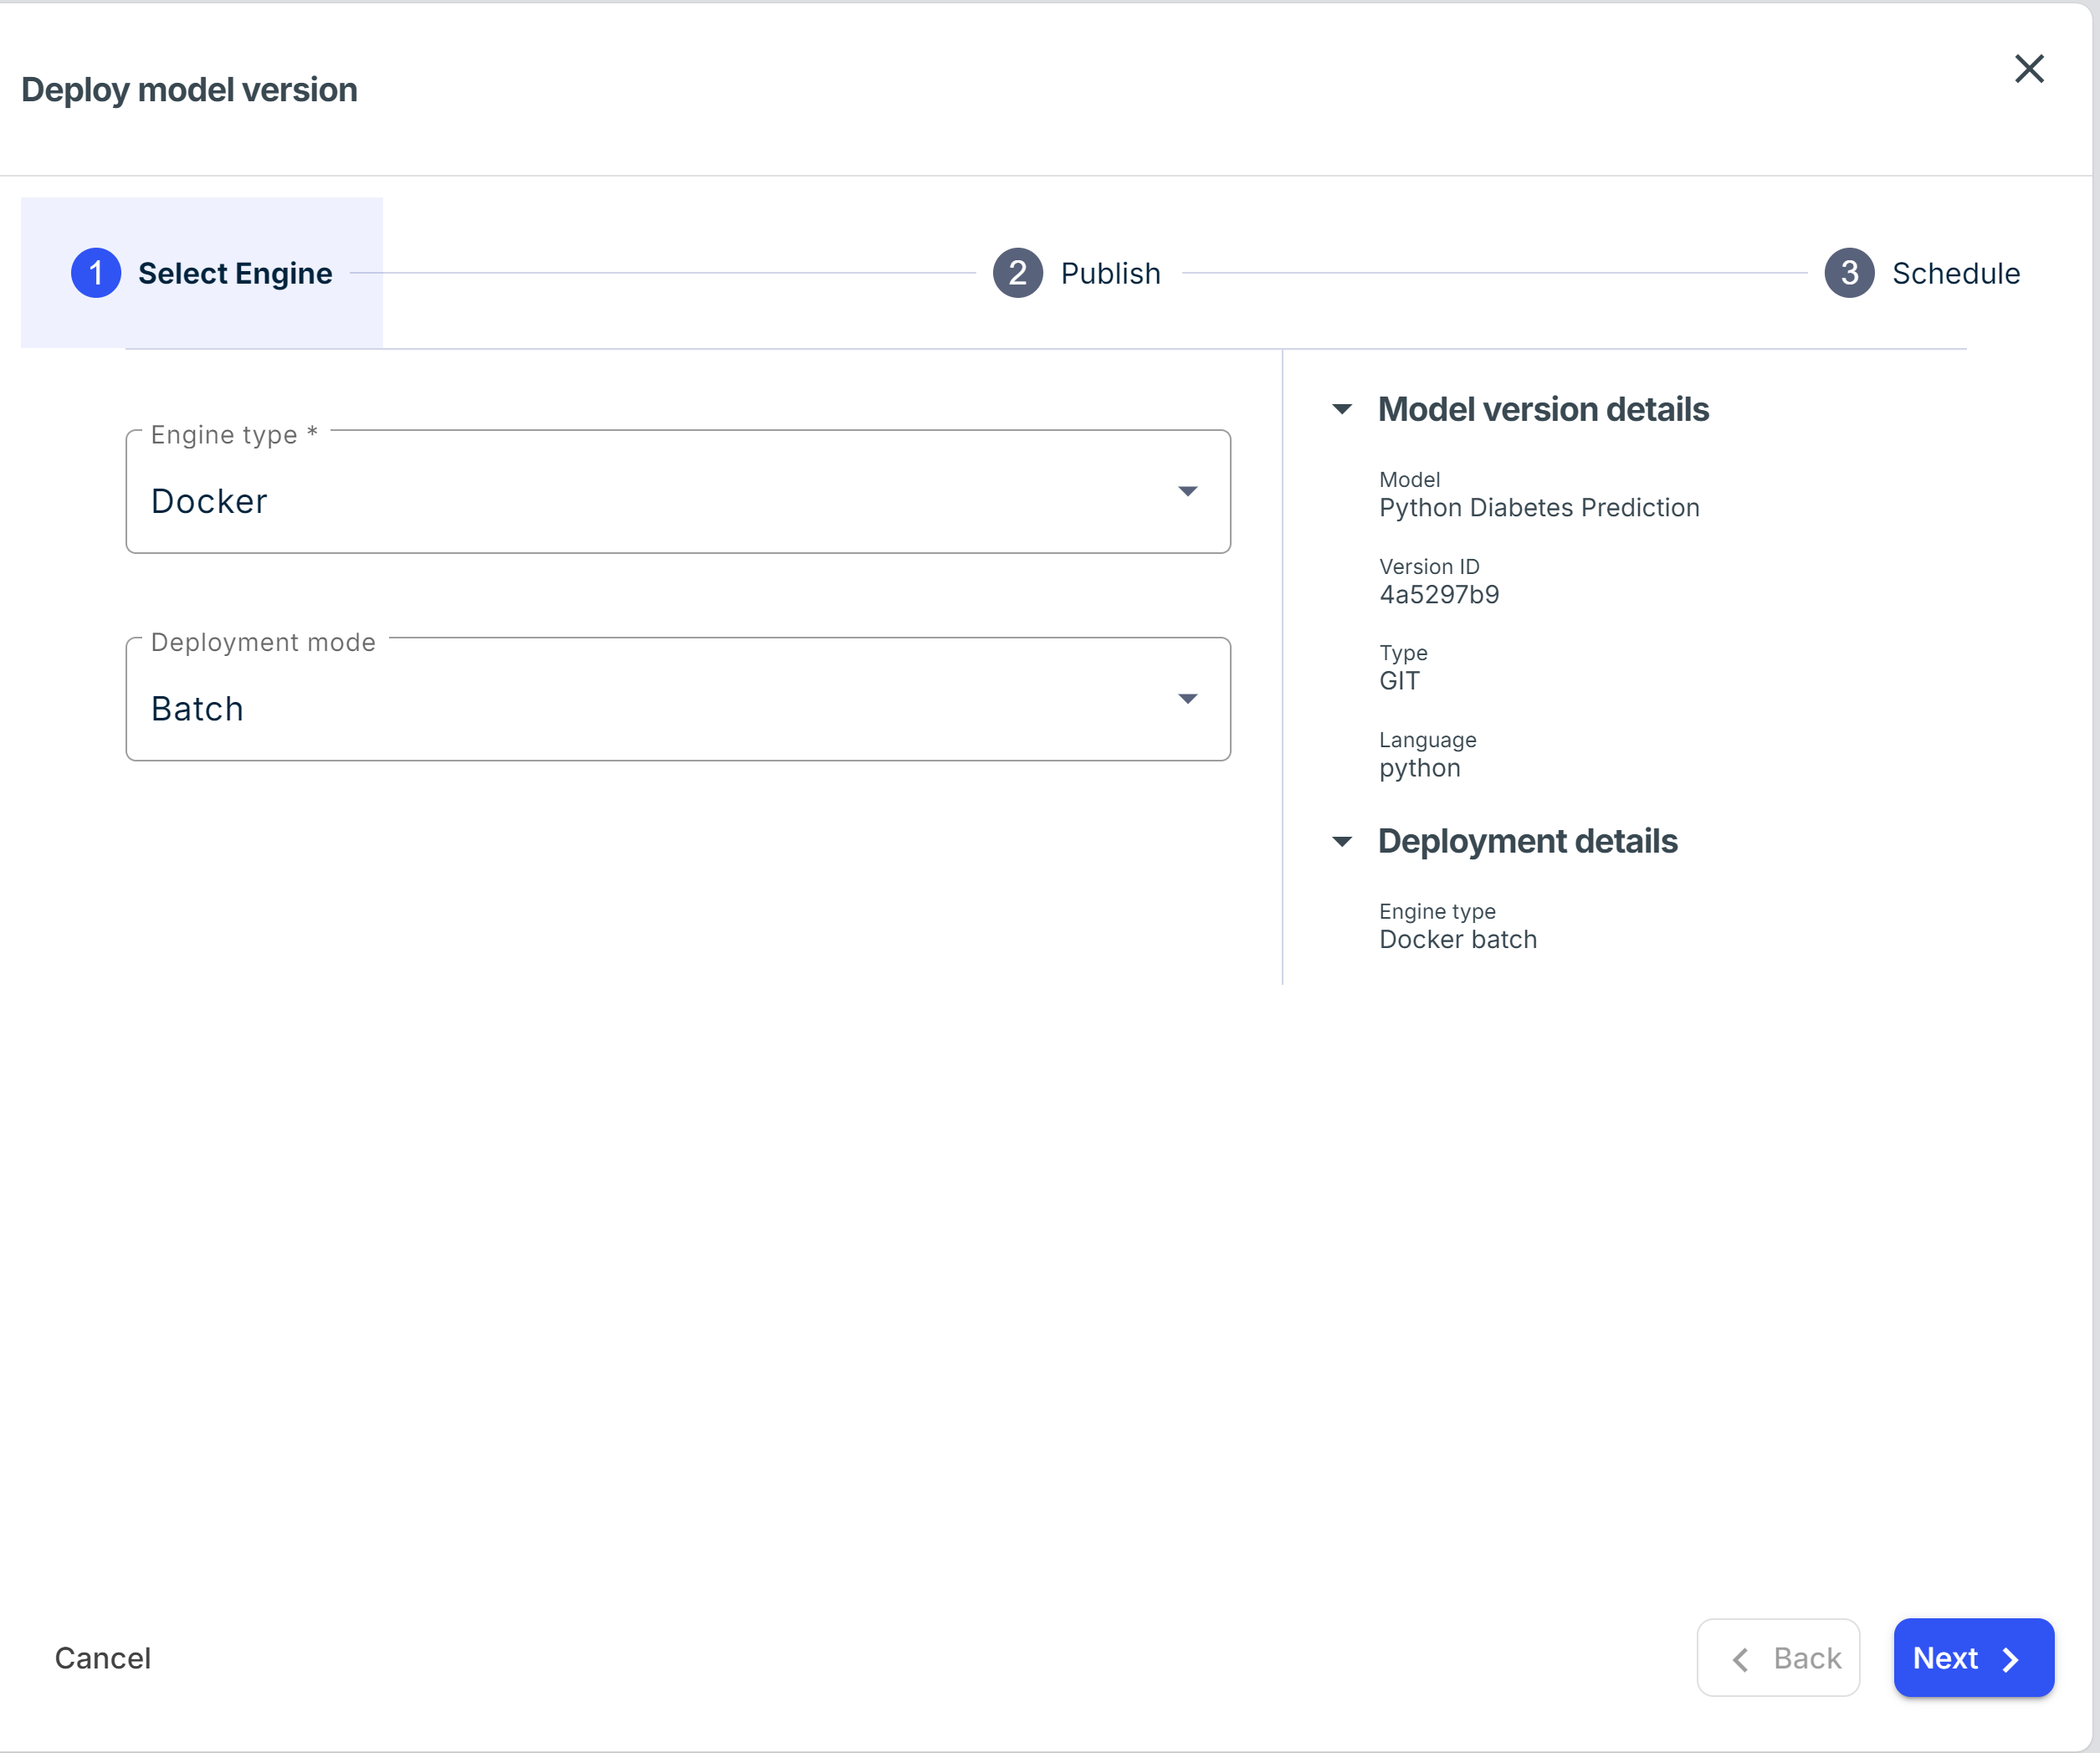 Deploy model version
1 Select Engine
2 Publish
3 Schedule
Engine type *
Docker
Deployment mode
Batch
Model version details
Model
Python Diabetes Prediction
Version ID
4a5297b9
Type
GIT
Language
python
Deployment details
Engine type
Docker batch
Cancel
Back
Next